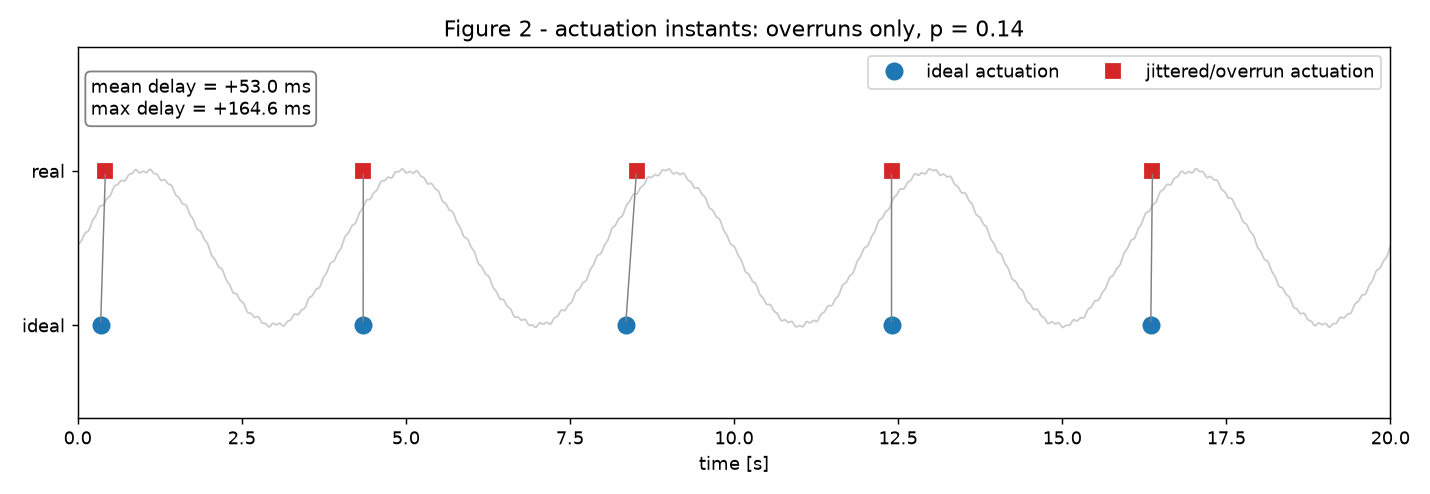 Figure 2 - actuation instants: overruns only, p = 0.14
mean delay = +53.0 ms
max delay = +164.6 ms
ideal actuation
jittered/overrun actuation
real
ideal
0.0
2.5
5.0
7.5
10.0
12.5
15.0
17.5
20.0
time [s]